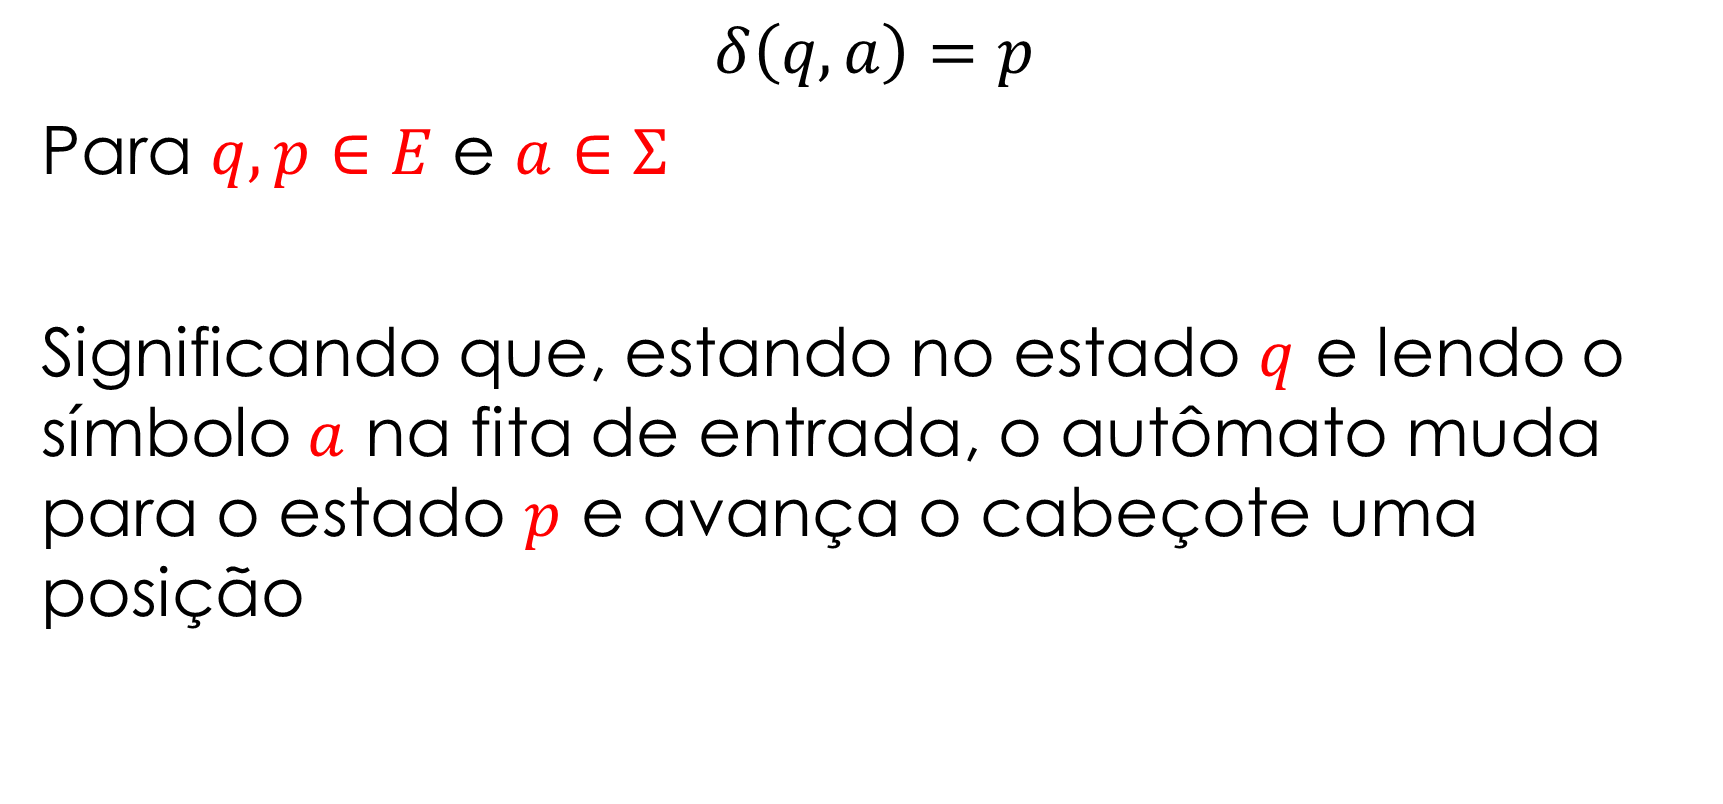 δ(q, a) = p
Para q, p ∈ E e a ∈ Σ
Significando que, estando no estado q e lendo o
símbolo a na fita de entrada, o autômato muda
para o estado p e avança o cabeçote uma
posição